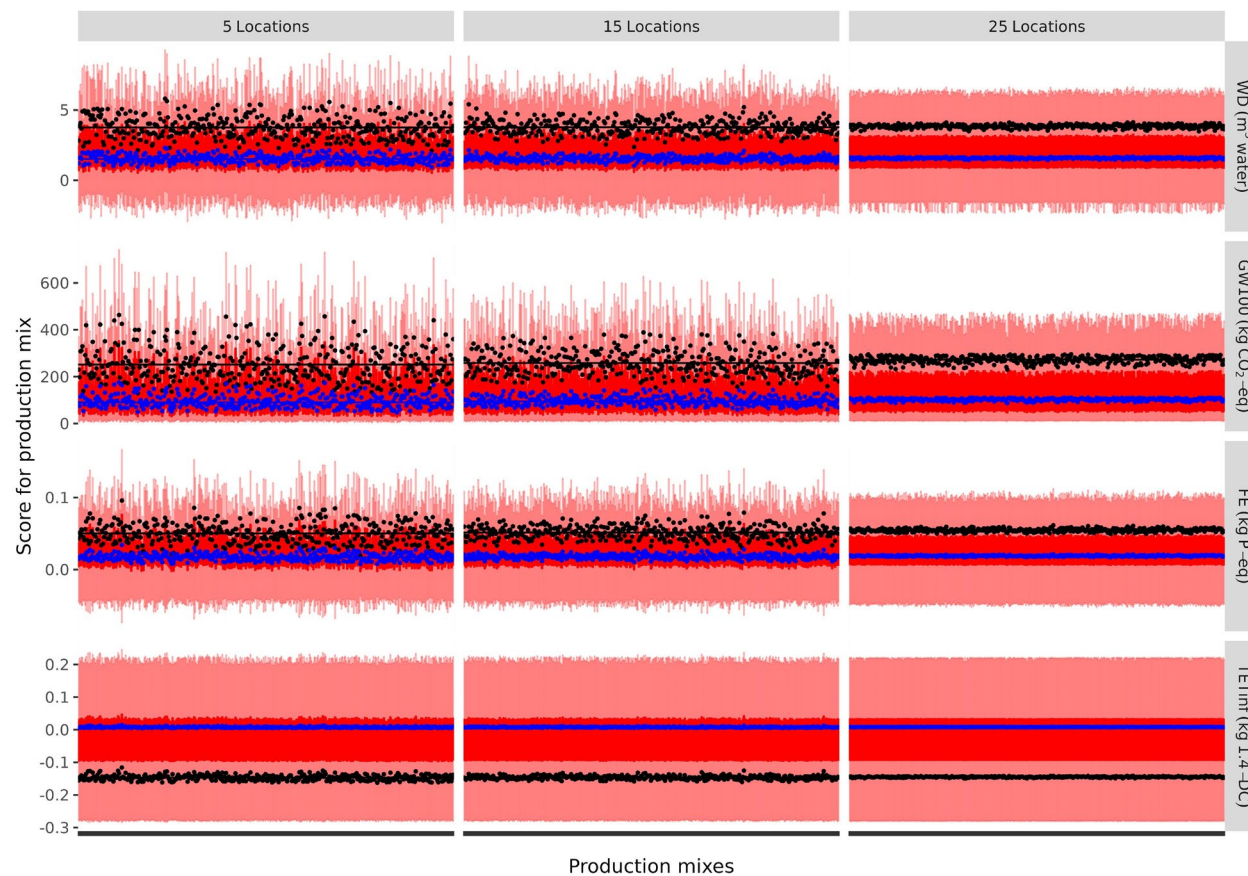 5 Locations 15 Locations 25 Locations
Score for production mix
5
0
WD (m water)
600
400
200
0
GW100 (kg CO₂–eq)
0.1
0.0
FE (kg P–eq)
0.2
0.1
0.0
-0.1
-0.2
-0.3
TETinf (kg 1.4–DC)
Production mixes